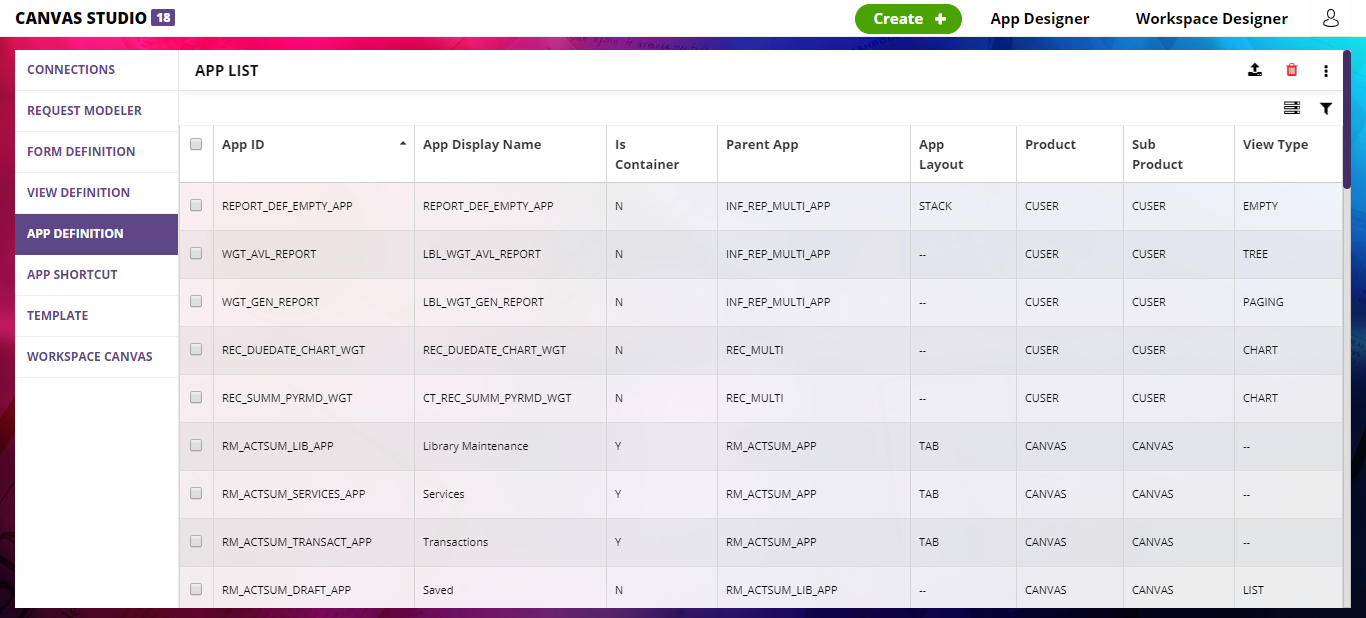 CANVAS STUDIO 18
Create +
App Designer
Workspace Designer
CONNECTIONS
REQUEST MODELER
FORM DEFINITION
VIEW DEFINITION
APP DEFINITION
APP SHORTCUT
TEMPLATE
WORKSPACE CANVAS
APP LIST
App ID App Display Name Is Container Parent App App Layout Product Sub Product View Type
REPORT_DEF_EMPTY_APP REPORT_DEF_EMPTY_APP N INF_REP_MULTI_APP STACK CUSER CUSER EMPTY
WGT_AVL_REPORT LBL_WGT_AVL_REPORT N INF_REP_MULTI_APP -- CUSER CUSER TREE
WGT_GEN_REPORT LBL_WGT_GEN_REPORT N INF_REP_MULTI_APP -- CUSER CUSER PAGING
REC_DUEDATE_CHART_WGT REC_DUEDATE_CHART_WGT N REC_MULTI -- CUSER CUSER CHART
REC_SUMM_PYRMD_WGT CT_REC_SUMM_PYRMD_WGT N REC_MULTI -- CUSER CUSER CHART
RM_ACTSUM_LIB_APP Library Maintenance Y RM_ACTSUM_APP TAB CANVAS CANVAS --
RM_ACTSUM_SERVICES_APP Services Y RM_ACTSUM_APP TAB CANVAS CANVAS --
RM_ACTSUM_TRANSACT_APP Transactions Y RM_ACTSUM_APP TAB CANVAS CANVAS --
RM_ACTSUM_DRAFT_APP Saved N RM_ACTSUM_LIB_APP -- CANVAS CANVAS LIST